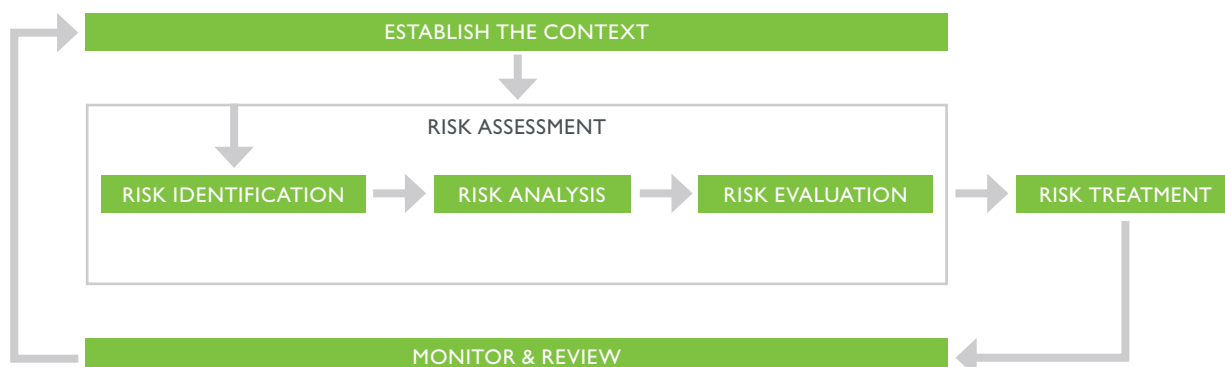 ESTABLISH THE CONTEXT
RISK ASSESSMENT
RISK IDENTIFICATION
RISK ANALYSIS
RISK EVALUATION
RISK TREATMENT
MONITOR & REVIEW